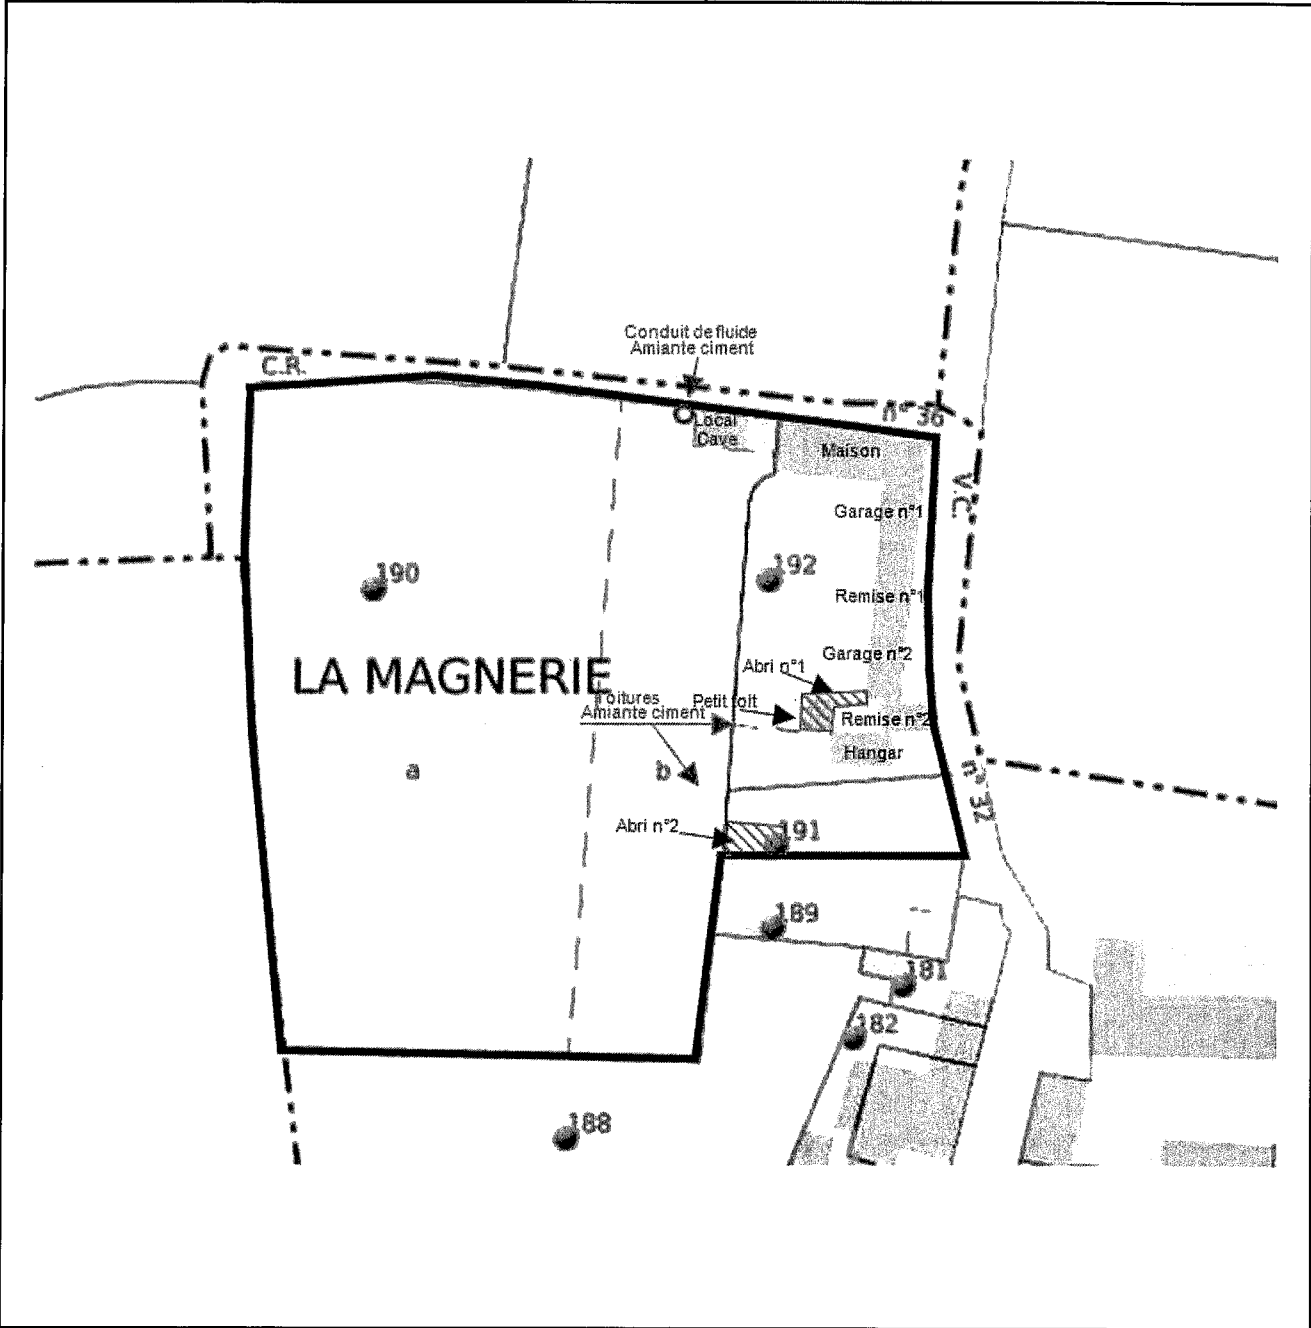 Conduit de fluide
Amiante ciment
C.R.
n° 36
Local
Cave
Maison
V.C.
Garage n°1
190
192
Remise n°1
Garage n°2
LA MAGNERIE
Abri n°1
Toitures
Petit toit
Amiante ciment
Remise n°2
Hangar
a
b
n° 32
Abri n°2
191
189
181
182
188